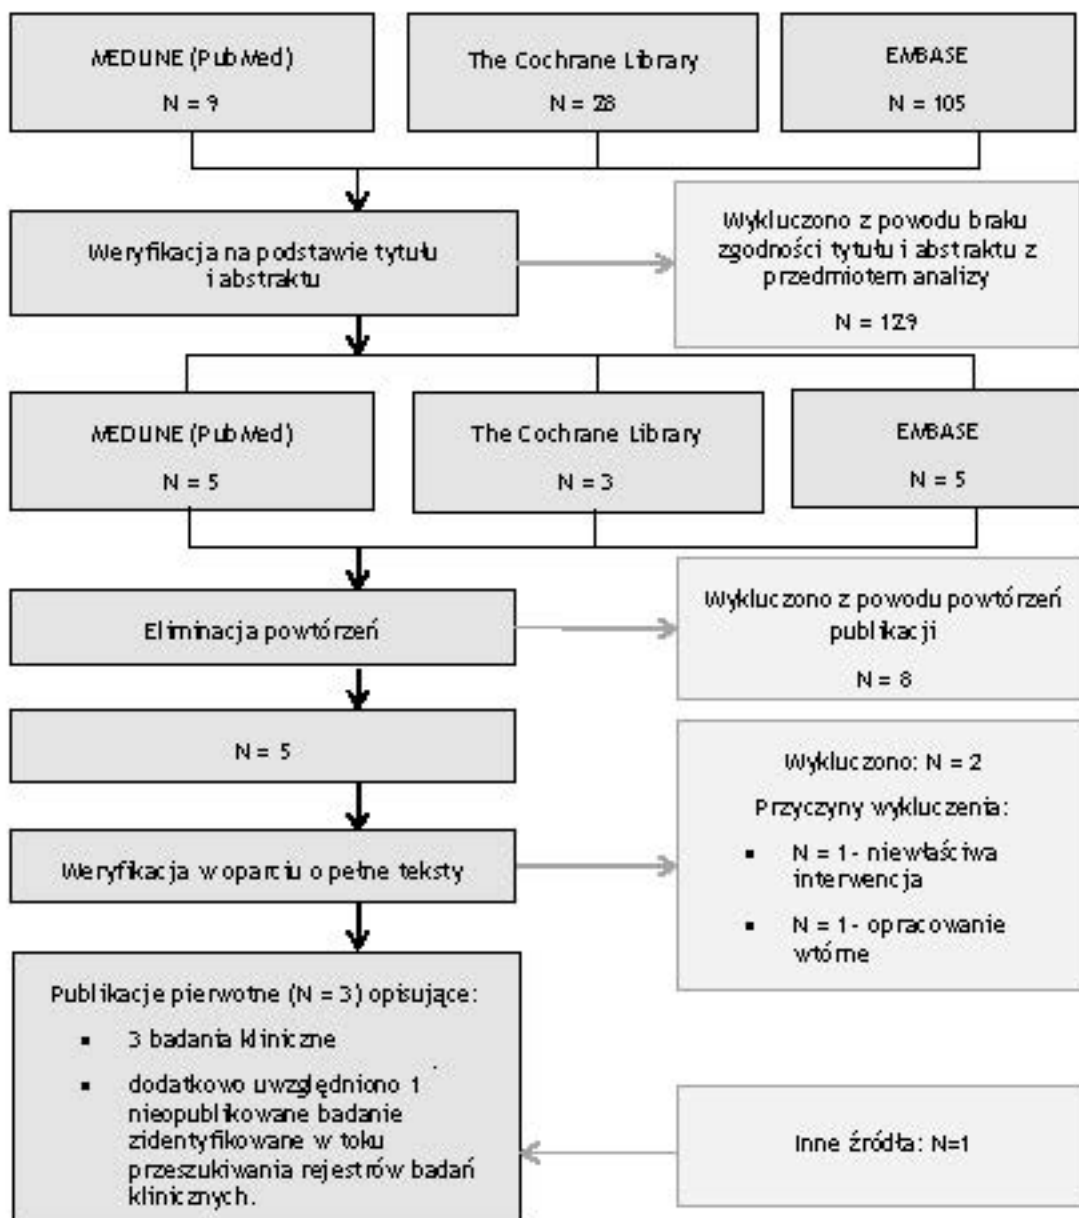 MEDLINE (PubMed)
N = 9
The Cochrane Library
N = 28
EMBASE
N = 105
Weryfikacja na podstawie tytułu
i abstraktu
Wykluczono z powodu braku
zgodności tytułu i abstraktu z
przedmiotem analizy
N = 129
MEDLINE (PubMed)
N = 5
The Cochrane Library
N = 3
EMBASE
N = 5
Eliminacja powtórzeń
Wykluczono z powodu powtórzeń
publikacji
N = 8
N = 5
Weryfikacja w oparciu o pełne teksty
Wykluczono: N = 2
Przyczyny wykluczenia:
▪ N = 1- niewłaściwa
interwencja
▪ N = 1- opracowanie
wtórne
Publikacje pierwotne (N = 3) opisujące:
▪ 3 badania kliniczne
▪ dodatkowo uwzględniono 1
nieopublikowane badanie
zidentyfikowane w toku
przeszukiwania rejestrów badań
klinicznych.
Inne źródła: N=1